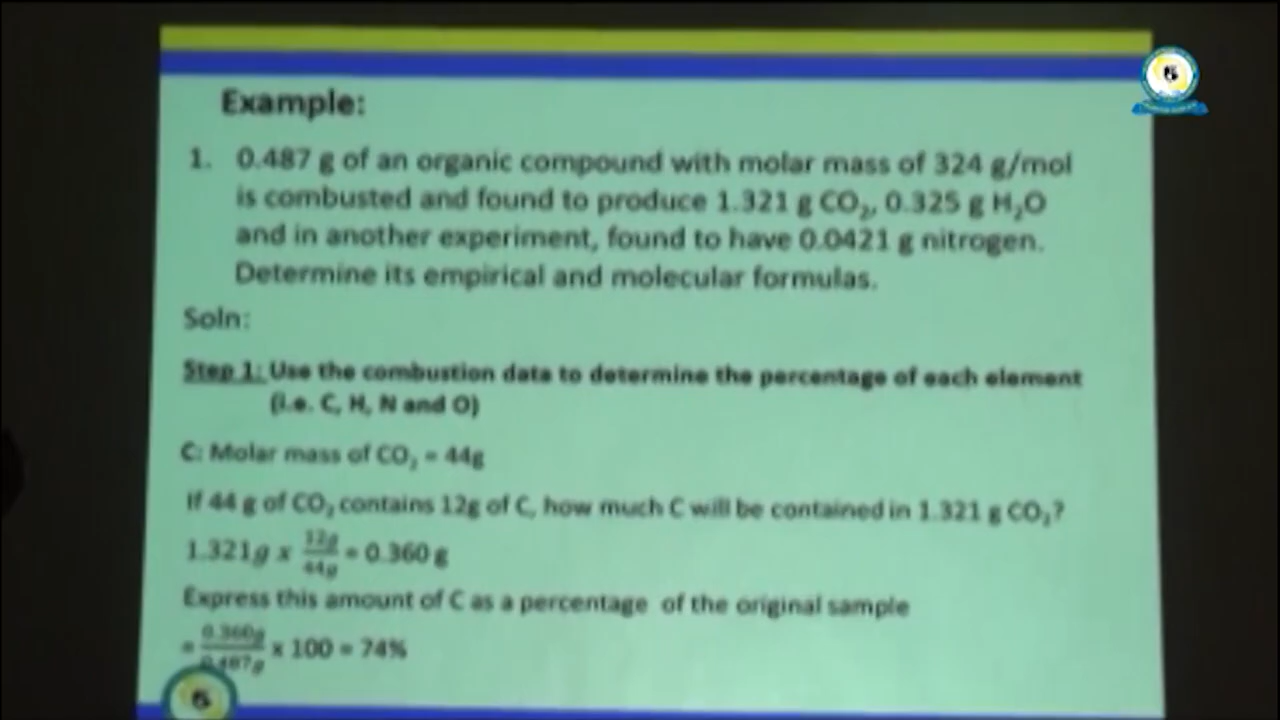 Example:
1. 0.487 g of an organic compound with molar mass of 324 g/mol
is combusted and found to produce 1.321 g CO₂, 0.325 g H₂O
and in another experiment, found to have 0.0421 g nitrogen.
Determine its empirical and molecular formulas.
Soln:
Step 1: Use the combustion data to determine the percentage of each element
(i.e. C, H, N and O)
C: Molar mass of CO₂ = 44g
If 44 g of CO₂ contains 12g of C, how much C will be contained in 1.321 g CO₂?
1.321g x 12g/44g = 0.360 g
Express this amount of C as a percentage of the original sample
= 0.360g/0.487g x 100 = 74%